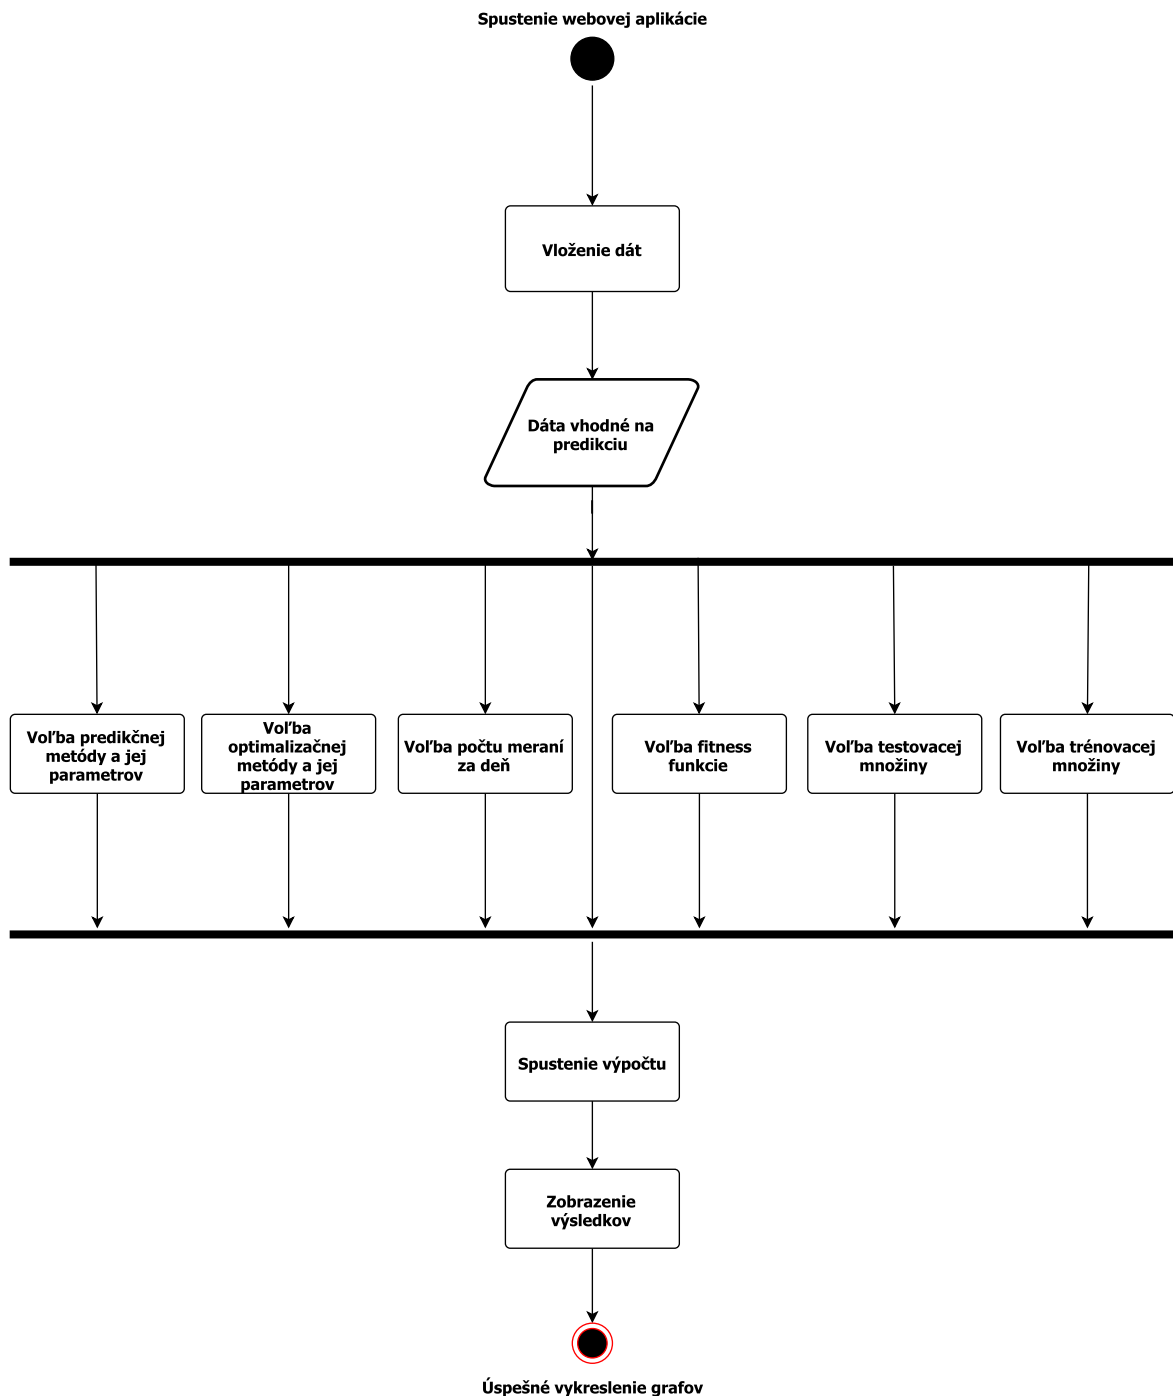 Spustenie webovej aplikácie
Vloženie dát
Dáta vhodné na
predikciu
Voľba predikčnej
metódy a jej
parametrov
Voľba
optimalizačnej
metódy a jej
parametrov
Voľba počtu meraní
za deň
Voľba fitness
funkcie
Voľba testovacej
množiny
Voľba trénovacej
množiny
Spustenie výpočtu
Zobrazenie
výsledkov
Úspešné vykreslenie grafov